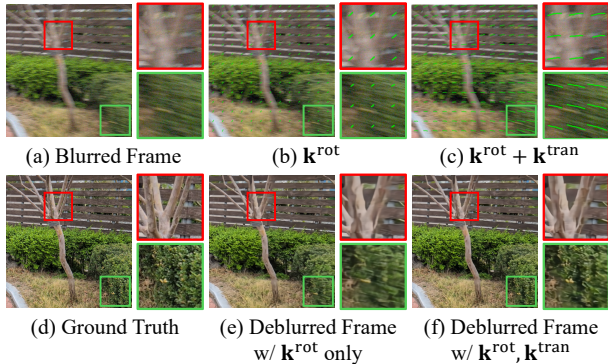 (a) Blurred Frame
(b) k^rot
(c) k^rot + k^tran
(d) Ground Truth
(e) Deblurred Frame
w/ k^rot only
(f) Deblurred Frame
w/ k^rot, k^tran